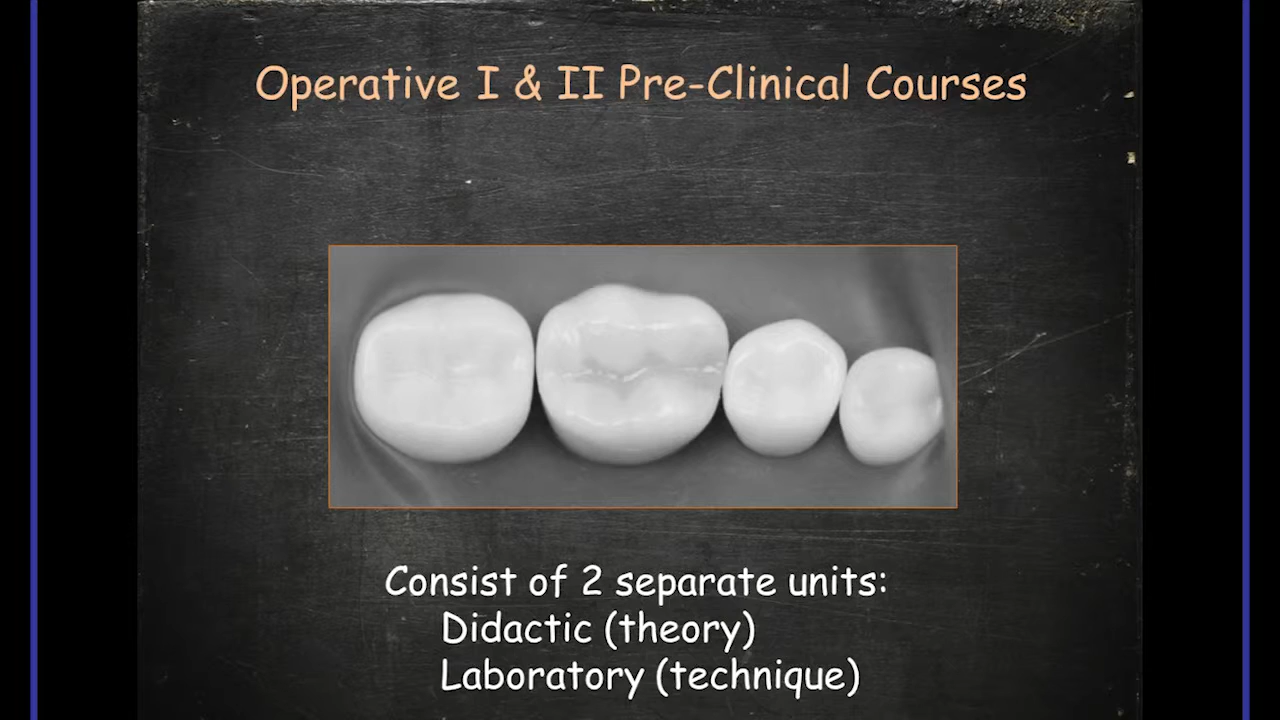 Operative I & II Pre-Clinical Courses
Consist of 2 separate units:
Didactic (theory)
Laboratory (technique)